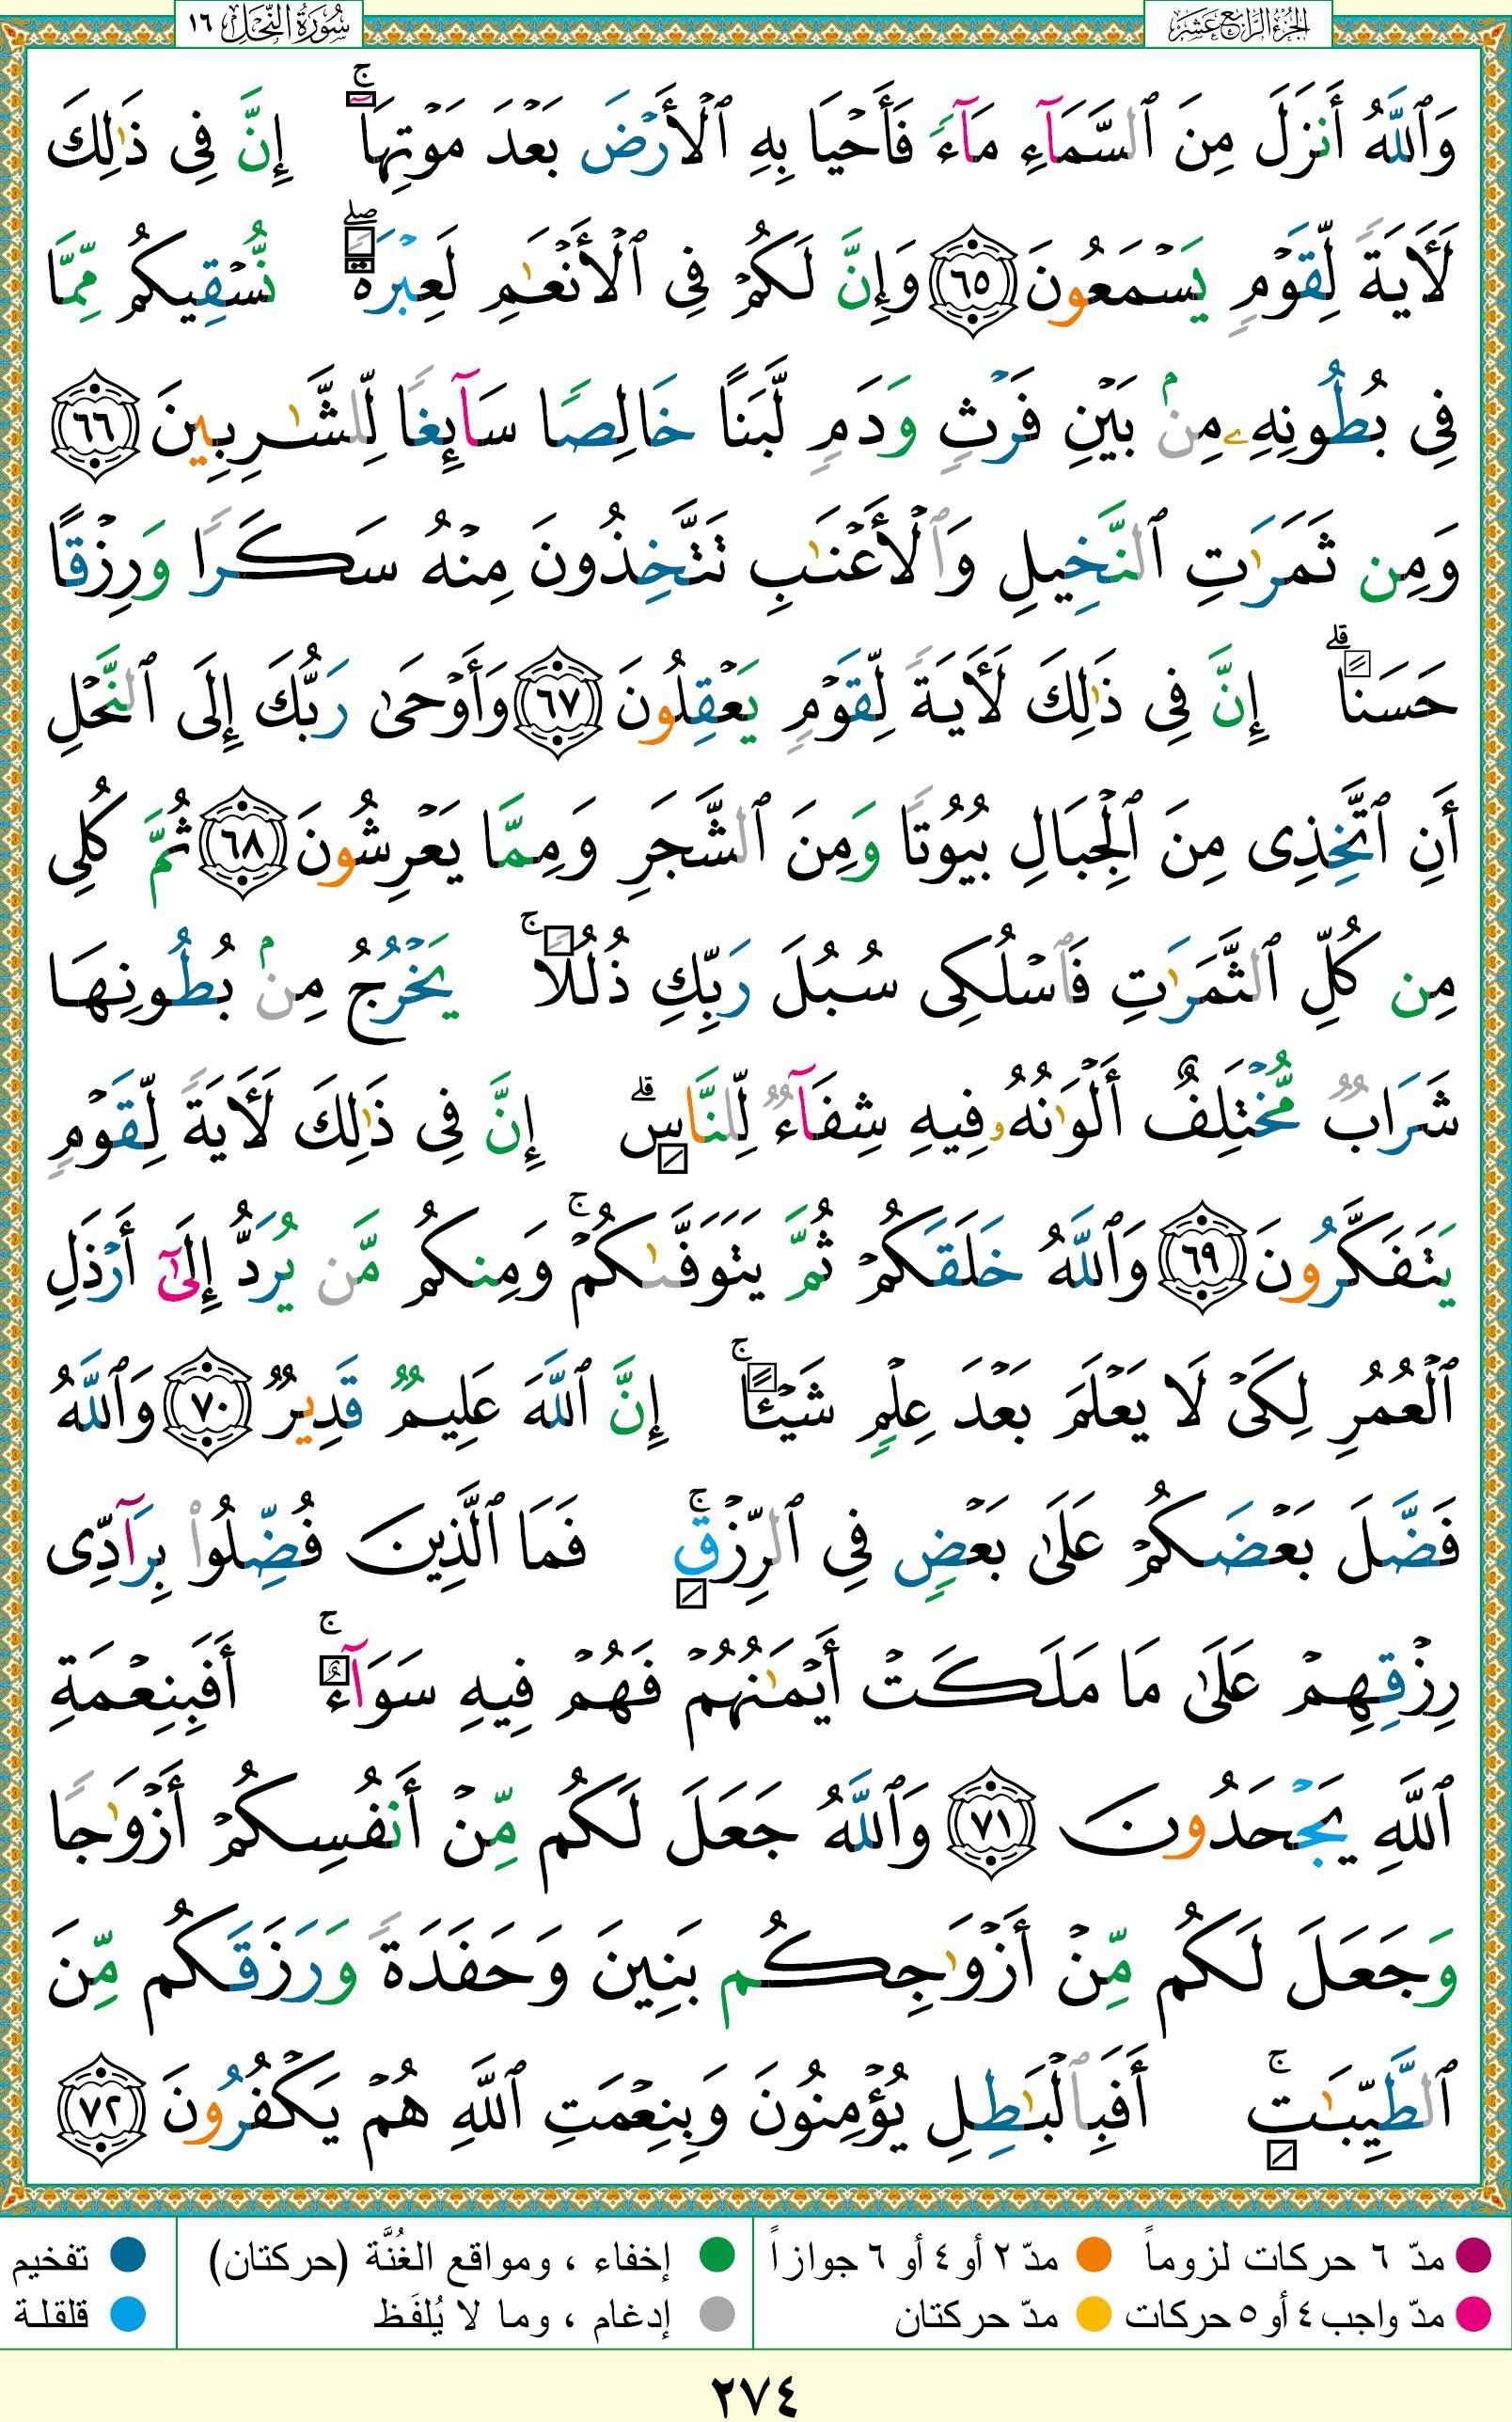 الجزء الرابع عشر
سورة النحل ١٦
وَٱللَّهُ أَنزَلَ مِنَ ٱلسَّمَآءِ مَآءً فَأَحْيَا بِهِ ٱلْأَرْضَ بَعْدَ مَوْتِهَآ ۚ إِنَّ فِى ذَٰلِكَ
لَـَٔايَةً لِّقَوْمٍ يَسْمَعُونَ ٦٥ وَإِنَّ لَكُمْ فِى ٱلْأَنْعَـٰمِ لَعِبْرَةً ۖ نُّسْقِيكُم مِّمَّا
فِى بُطُونِهِۦ مِنۢ بَيْنِ فَرْثٍ وَدَمٍ لَّبَنًا خَالِصًا سَآئِغًا لِّلشَّـٰرِبِينَ ٦٦
وَمِن ثَمَرَٰتِ ٱلنَّخِيلِ وَٱلْأَعْنَـٰبِ تَتَّخِذُونَ مِنْهُ سَكَرًا وَرِزْقًا
حَسَنًا ۗ إِنَّ فِى ذَٰلِكَ لَـَٔايَةً لِّقَوْمٍ يَعْقِلُونَ ٦٧ وَأَوْحَىٰ رَبُّكَ إِلَى ٱلنَّحْلِ
أَنِ ٱتَّخِذِى مِنَ ٱلْجِبَالِ بُيُوتًا وَمِنَ ٱلشَّجَرِ وَمِمَّا يَعْرِشُونَ ٦٨ ثُمَّ كُلِى
مِن كُلِّ ٱلثَّمَرَٰتِ فَٱسْلُكِى سُبُلَ رَبِّكِ ذُلُلًا ۚ يَخْرُجُ مِنۢ بُطُونِهَا
شَرَابٌ مُّخْتَلِفٌ أَلْوَٰنُهُۥ فِيهِ شِفَآءٌ لِّلنَّاسِ ۗ إِنَّ فِى ذَٰلِكَ لَـَٔايَةً لِّقَوْمٍ
يَتَفَكَّرُونَ ٦٩ وَٱللَّهُ خَلَقَكُمْ ثُمَّ يَتَوَفَّىٰكُمْ ۚ وَمِنكُم مَّن يُرَدُّ إِلَىٰٓ أَرْذَلِ
ٱلْعُمُرِ لِكَىْ لَا يَعْلَمَ بَعْدَ عِلْمٍ شَيْـًٔا ۚ إِنَّ ٱللَّهَ عَلِيمٌ قَدِيرٌ ٧٠ وَٱللَّهُ
فَضَّلَ بَعْضَكُمْ عَلَىٰ بَعْضٍ فِى ٱلرِّزْقِ ۚ فَمَا ٱلَّذِينَ فُضِّلُوا۟ بِرَآدِّى
رِزْقِهِمْ عَلَىٰ مَا مَلَكَتْ أَيْمَـٰنُهُمْ فَهُمْ فِيهِ سَوَآءٌ ۚ أَفَبِنِعْمَةِ
ٱللَّهِ يَجْحَدُونَ ٧١ وَٱللَّهُ جَعَلَ لَكُم مِّنْ أَنفُسِكُمْ أَزْوَٰجًا
وَجَعَلَ لَكُم مِّنْ أَزْوَٰجِكُم بَنِينَ وَحَفَدَةً وَرَزَقَكُم مِّنَ
ٱلطَّيِّبَـٰتِ ۚ أَفَبِٱلْبَـٰطِلِ يُؤْمِنُونَ وَبِنِعْمَتِ ٱللَّهِ هُمْ يَكْفُرُونَ ٧٢
مدّ ٦ حركات لزوماً مدّ ٢ أو ٤ أو ٦ جوازاً إخفاء ، ومواقع الغُنَّة (حركتان) تفخيم
مدّ واجب ٤ أو ٥ حركات مدّ حركتان إدغام ، وما لا يُلفَظ قلقلة
٢٧٤